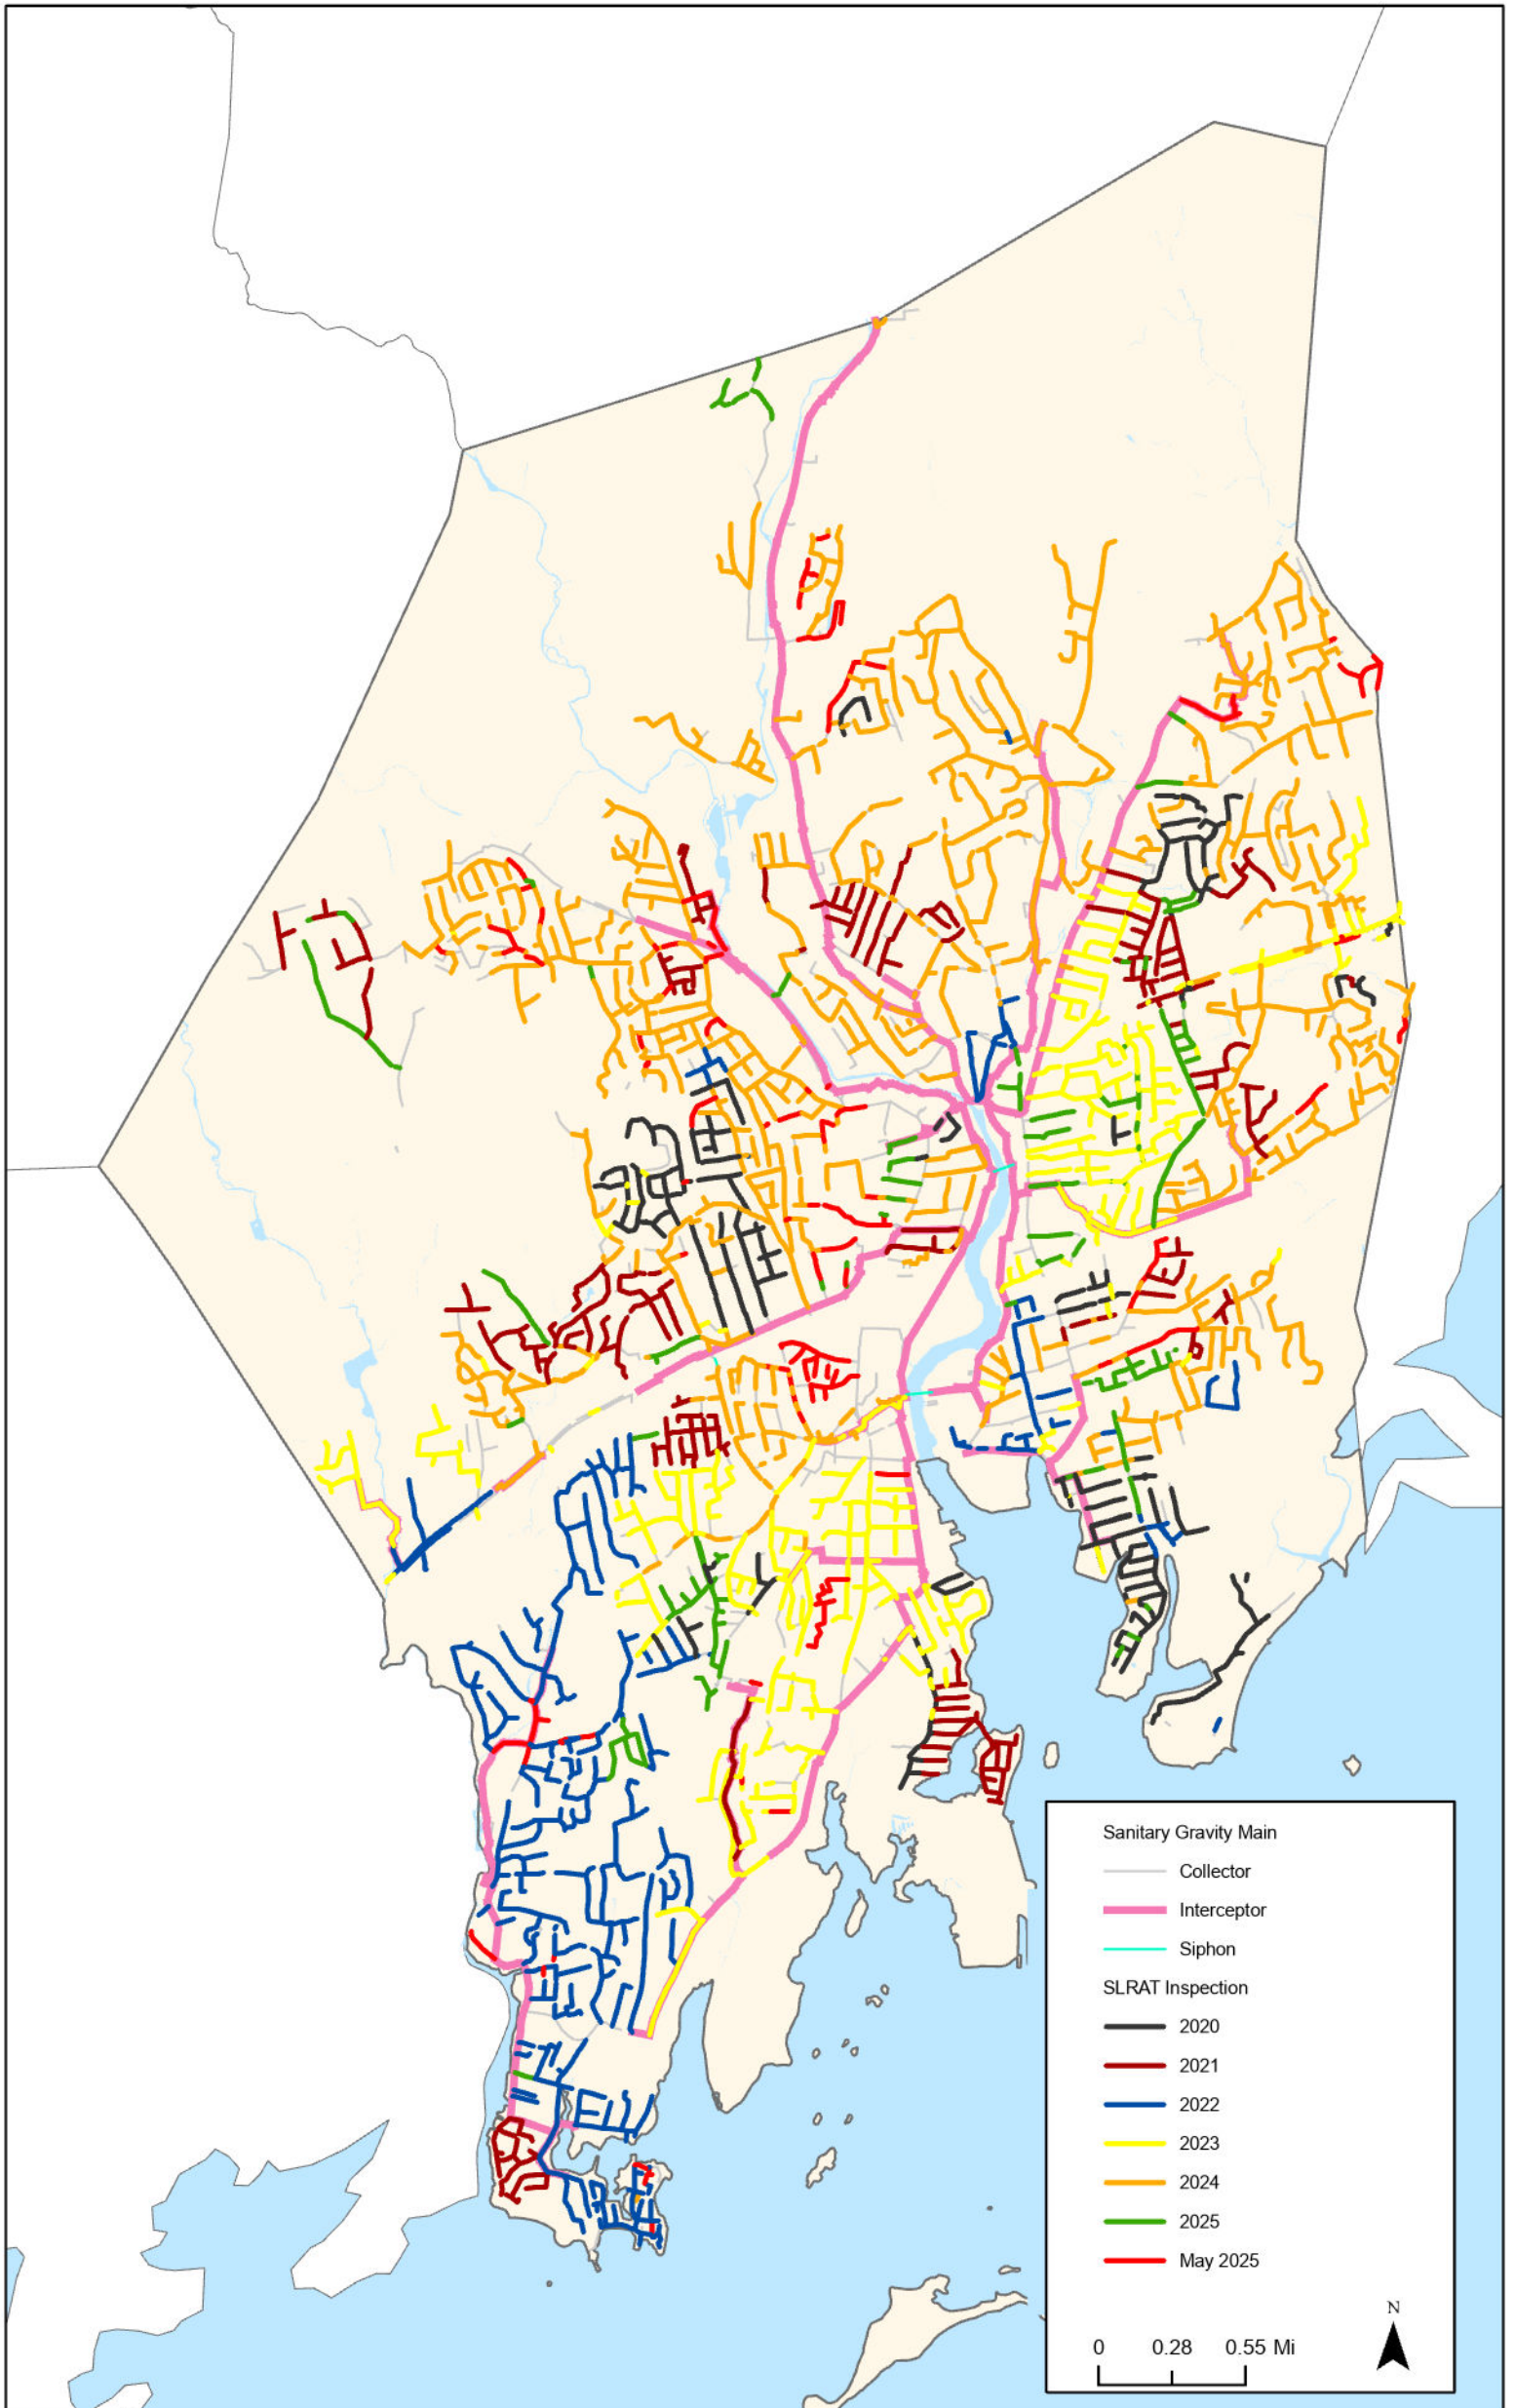 Sanitary Gravity Main
Collector
Interceptor
Siphon
SLRAT Inspection
2020
2021
2022
2023
2024
2025
May 2025
N
0 0.28 0.55 Mi